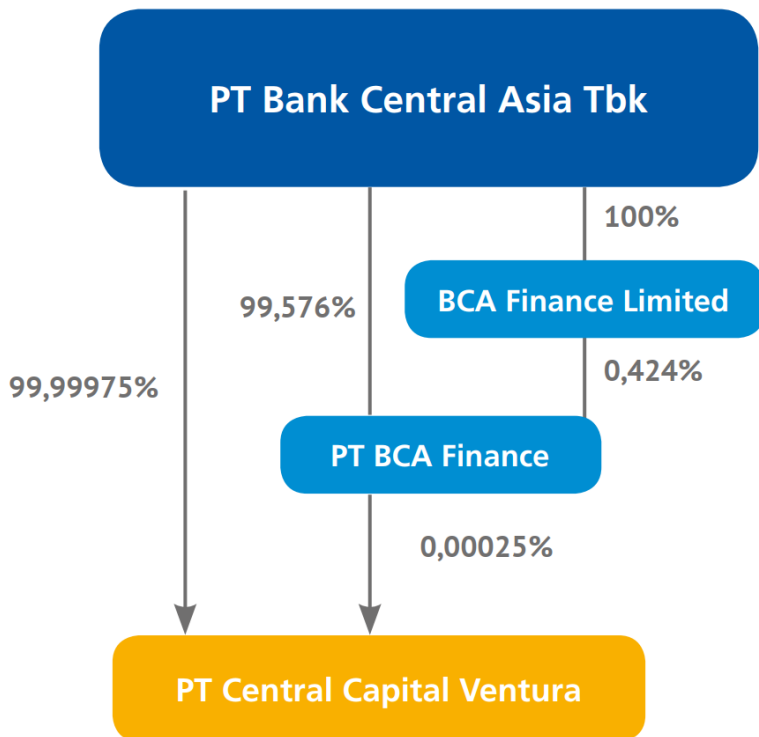 PT Bank Central Asia Tbk
100%
BCA Finance Limited
99,576%
0,424%
99,99975%
PT BCA Finance
0,00025%
PT Central Capital Ventura